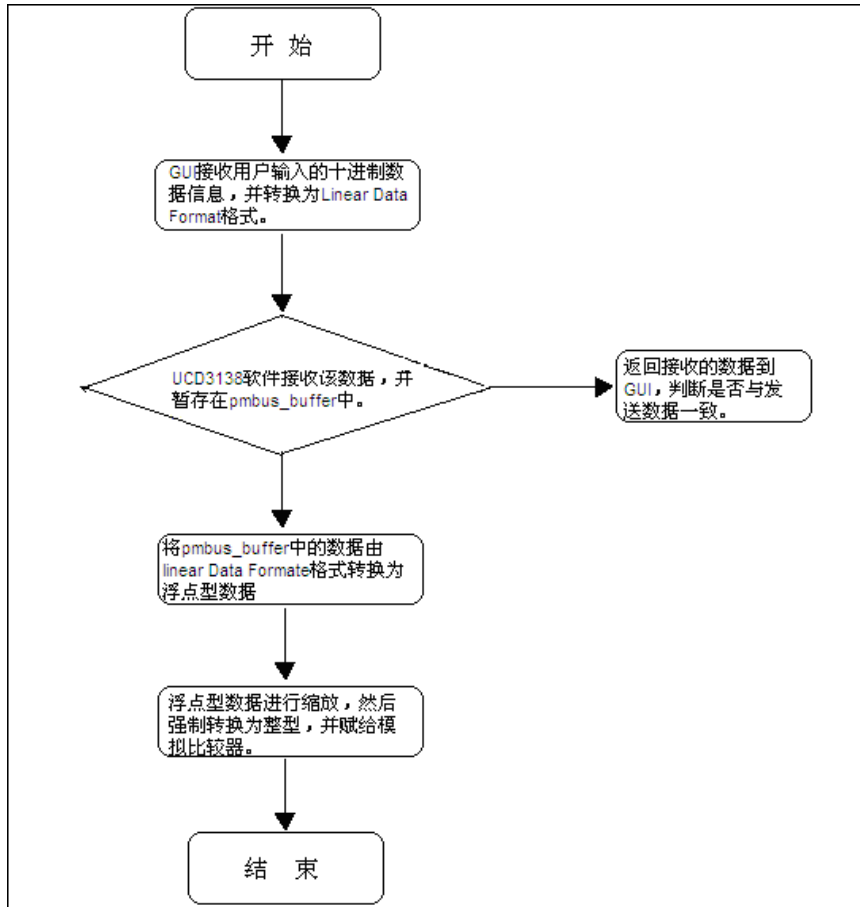 开 始
GUI接收用户输入的十进制数
据信息，并转换为Linear Data
Format格式。
UCD3138软件接收该数据，并
暂存在pmbus_buffer中。
返回接收的数据到
GUI，判断是否与发
送数据一致。
将pmbus_buffer中的数据由
linear Data Formate格式转换为
浮点型数据
浮点型数据进行缩放，然后
强制转换为整型，并赋给模
拟比较器。
结 束